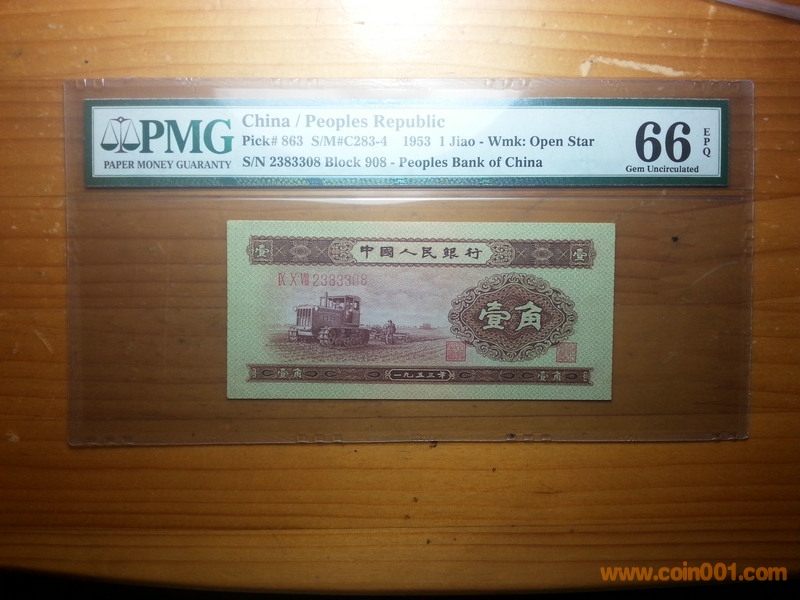 China / Peoples Republic
PMG
PAPER MONEY GUARANTY
Pick# 863 S/M#C283-4 1953 1 Jiao - Wmk: Open Star
S/N 2383308 Block 908 - Peoples Bank of China
66
EPQ
Gem Uncirculated
壹 中國人民銀行 壹
IX X VIII 2383308
壹角
壹角 一九五三年 壹角
www.coin001.com